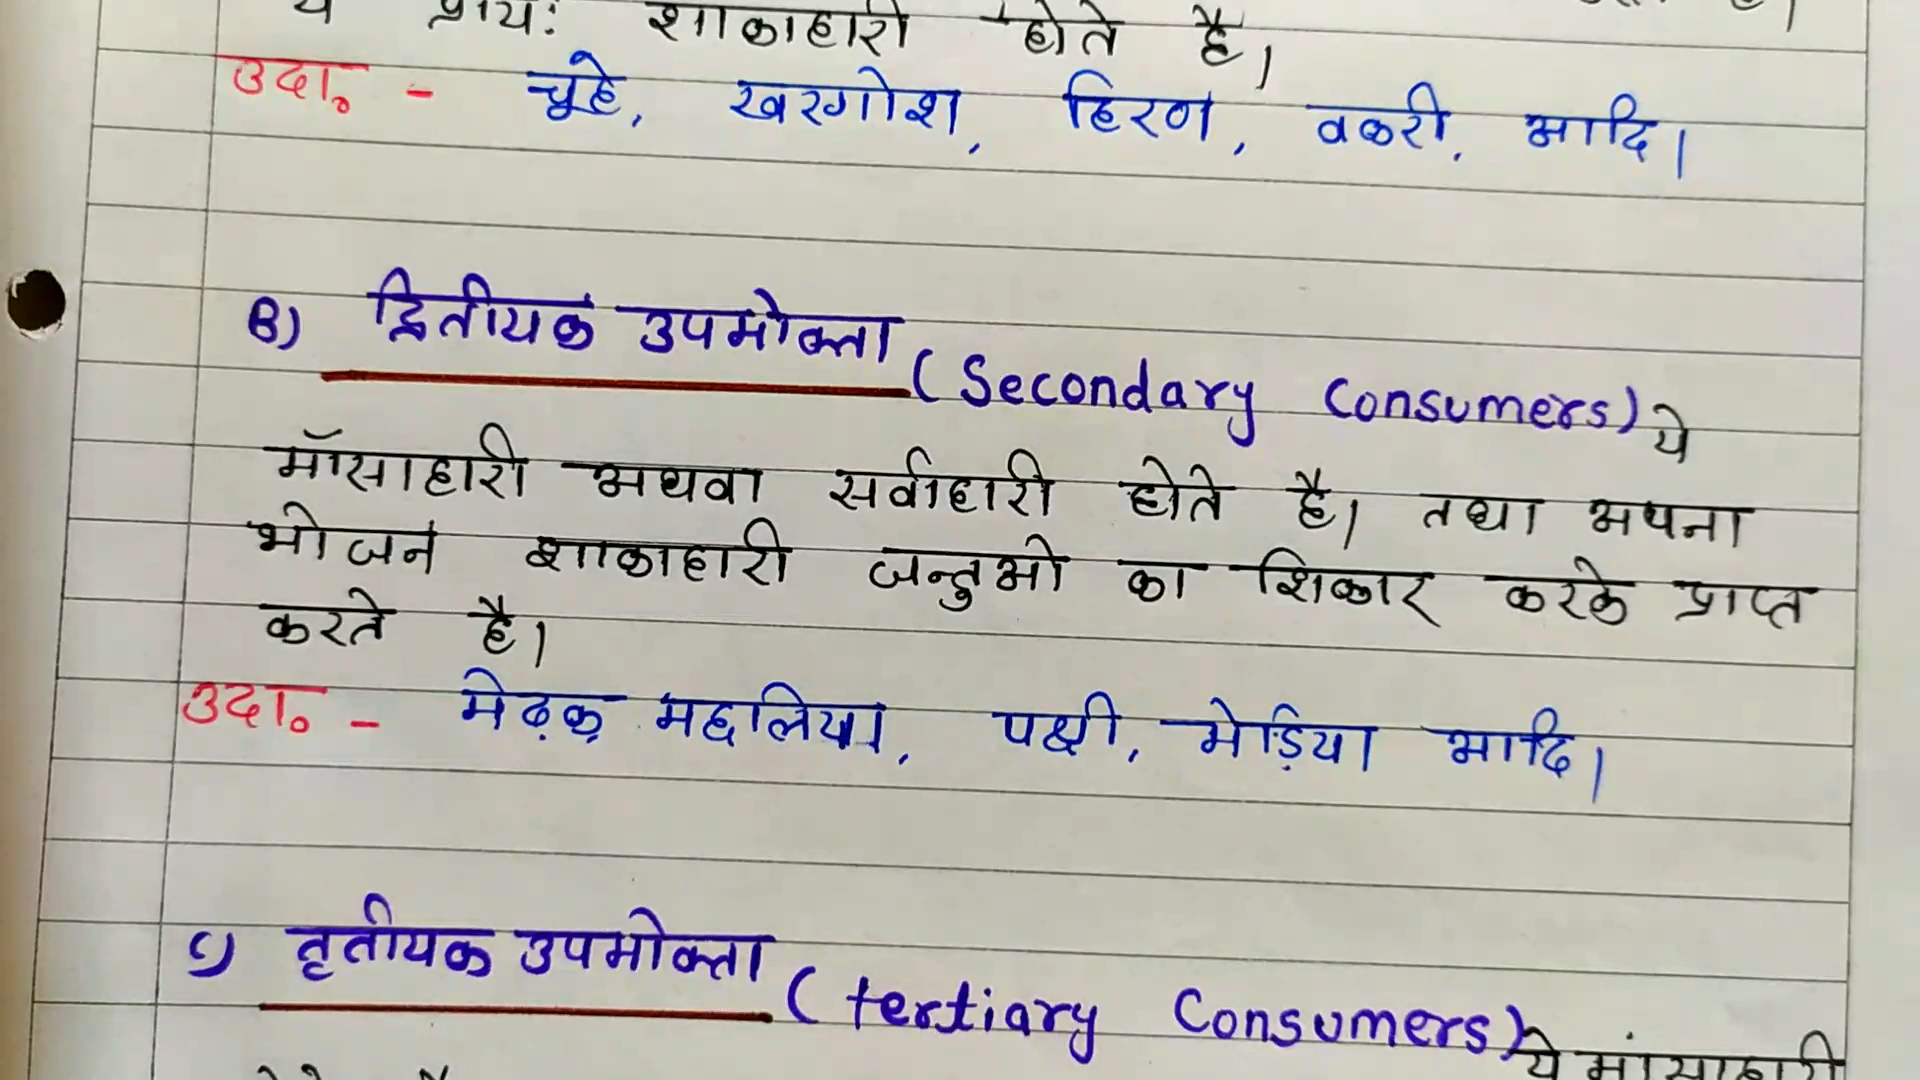 ये प्रायः शाकाहारी होते है।
उदा० - चूहे, खरगोश, हिरण, बकरी, आदि।
B) द्वितीयक उपभोक्ता (Secondary Consumers) ये
माँसाहारी अथवा सर्वाहारी होते है। तथा अपना
भोजन शाकाहारी जन्तुओ का शिकार करके प्राप्त
करते है।
उदा० - मेढ़क मछलिया, पक्षी, भेड़िया आदि।
C) तृतीयक उपभोक्ता (tertiary Consumers) ये मांसाहारी